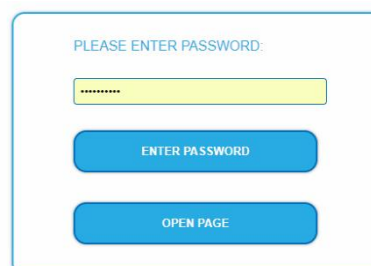 PLEASE ENTER PASSWORD:
••••••••••
ENTER PASSWORD
OPEN PAGE